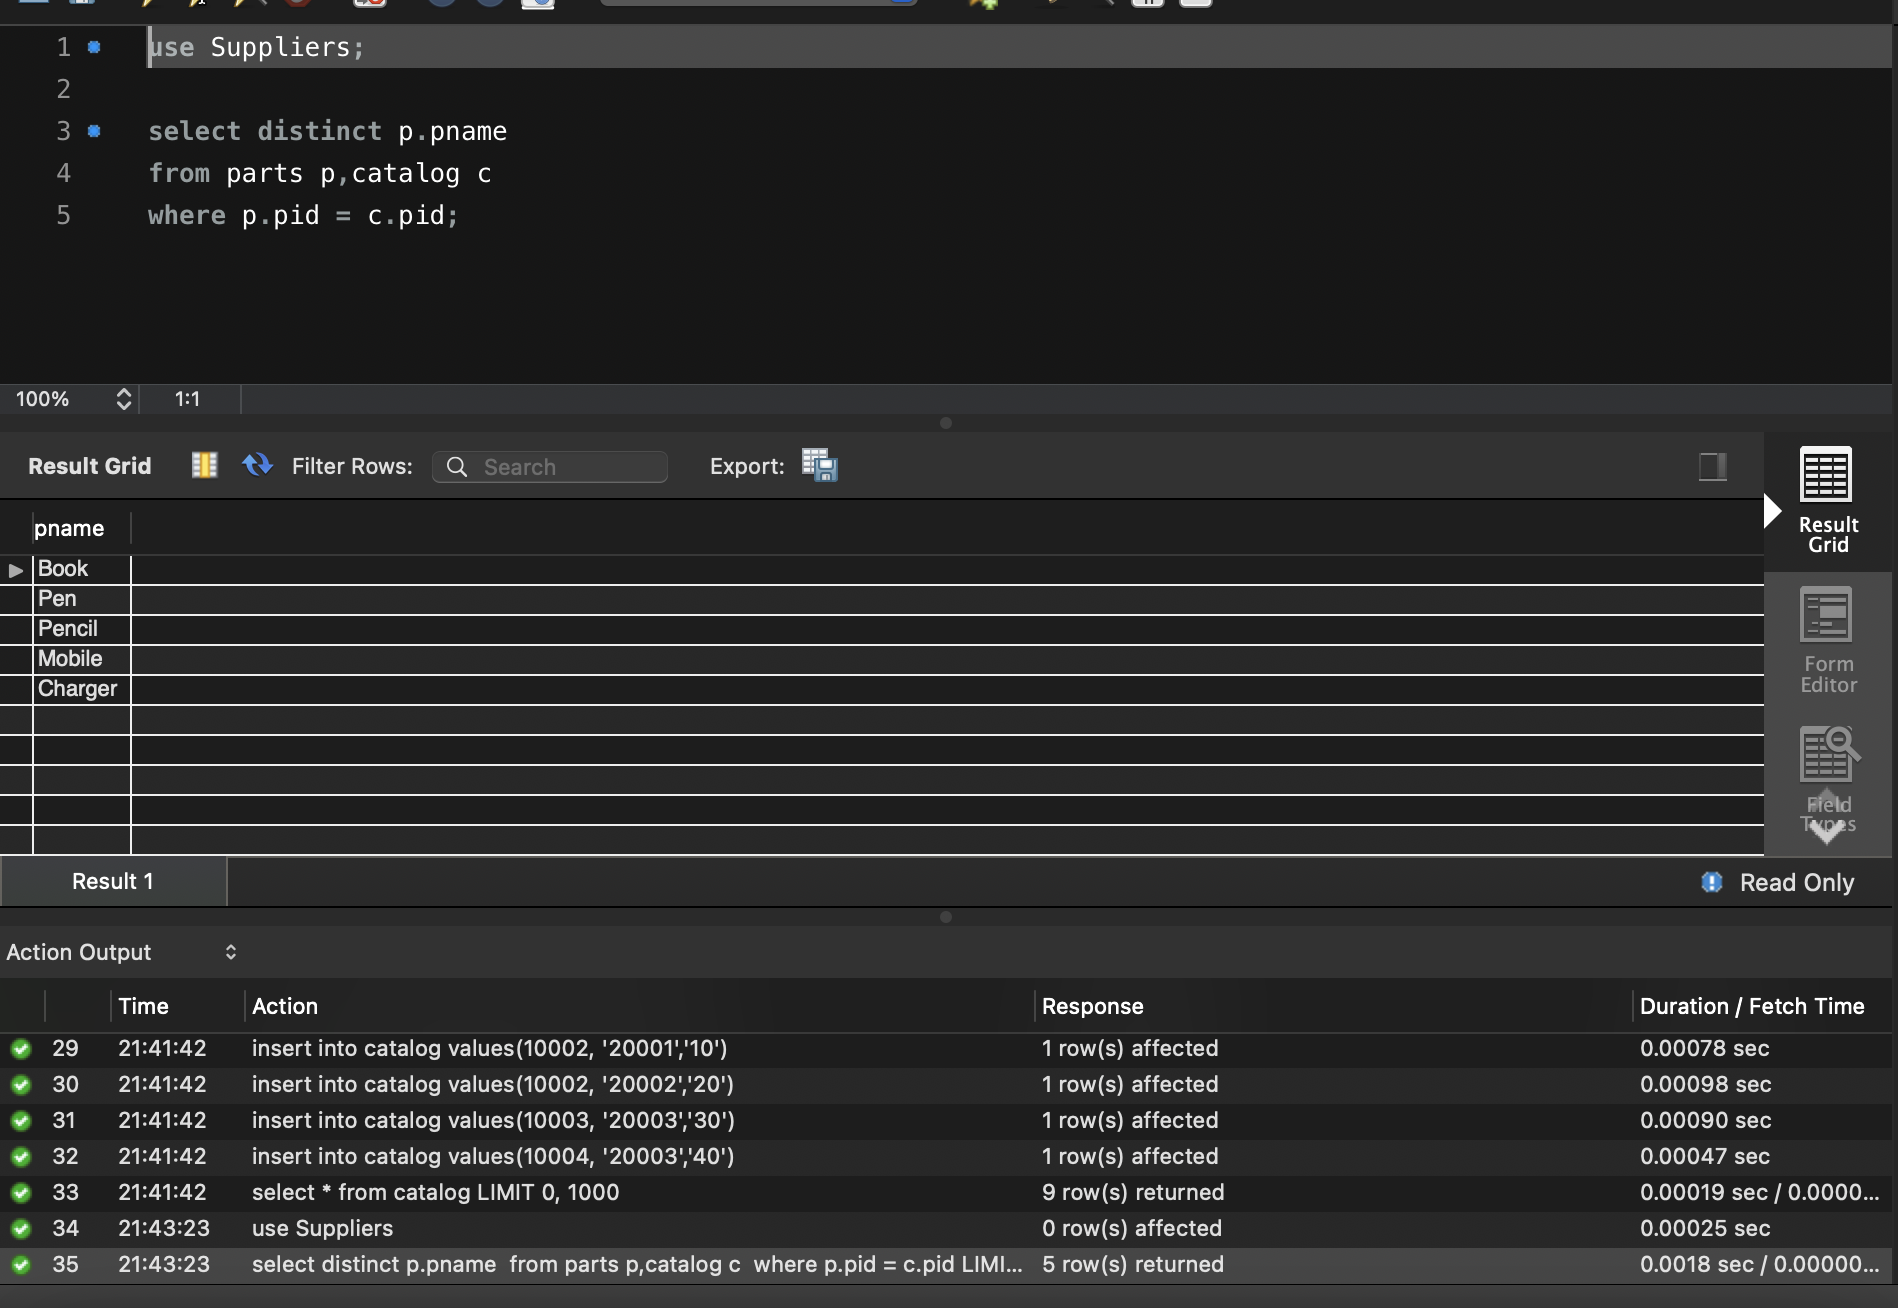 1 use Suppliers;
2
3 select distinct p.pname
4 from parts p,catalog c
5 where p.pid = c.pid;
100% 1:1
Result Grid Filter Rows: Search Export:
pname
Book
Pen
Pencil
Mobile
Charger
Result
Grid
Form
Editor
Field
Types
Result 1 Read Only
Action Output
Time Action Response Duration / Fetch Time
29 21:41:42 insert into catalog values(10002, '20001','10') 1 row(s) affected 0.00078 sec
30 21:41:42 insert into catalog values(10002, '20002','20') 1 row(s) affected 0.00098 sec
31 21:41:42 insert into catalog values(10003, '20003','30') 1 row(s) affected 0.00090 sec
32 21:41:42 insert into catalog values(10004, '20003','40') 1 row(s) affected 0.00047 sec
33 21:41:42 select * from catalog LIMIT 0, 1000 9 row(s) returned 0.00019 sec / 0.0000...
34 21:43:23 use Suppliers 0 row(s) affected 0.00025 sec
35 21:43:23 select distinct p.pname from parts p,catalog c where p.pid = c.pid LIMI... 5 row(s) returned 0.0018 sec / 0.00000...